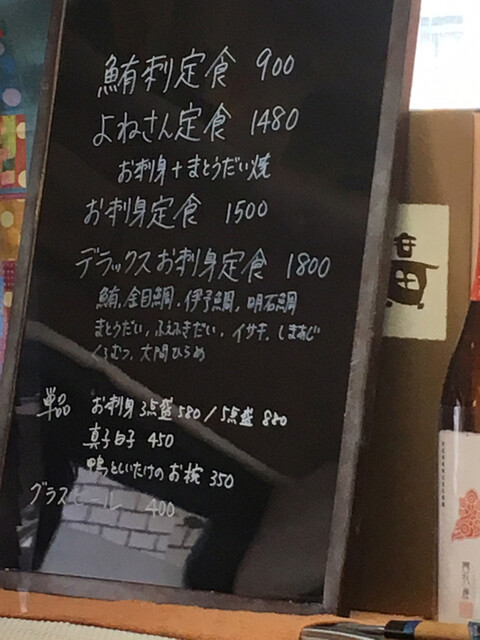 鮪刺定食 900
よねさん定食 1480
お刺身+まとうだい焼
お刺身定食 1500
デラックスお刺身定食 1800
鮪、金目鯛、伊予鯛、明石鯛
まとうだい、ふえふきだい、イサキ、しまあじ
くろむつ、大間ひらめ
単品 お刺身 3点盛 580/5点盛 880
真子白子 450
鴨としいたけのお椀 350
グラスビール 400